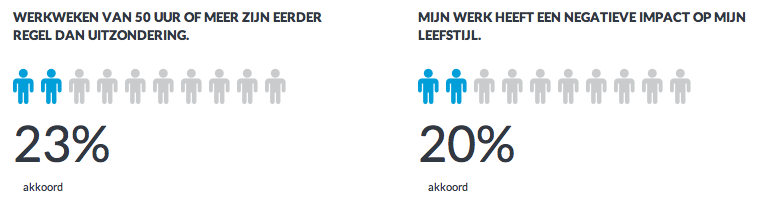 WERKWEKEN VAN 50 UUR OF MEER ZIJN EERDER
REGEL DAN UITZONDERING.
23%
akkoord
MIJN WERK HEEFT EEN NEGATIEVE IMPACT OP MIJN
LEEFSTIJL.
20%
akkoord